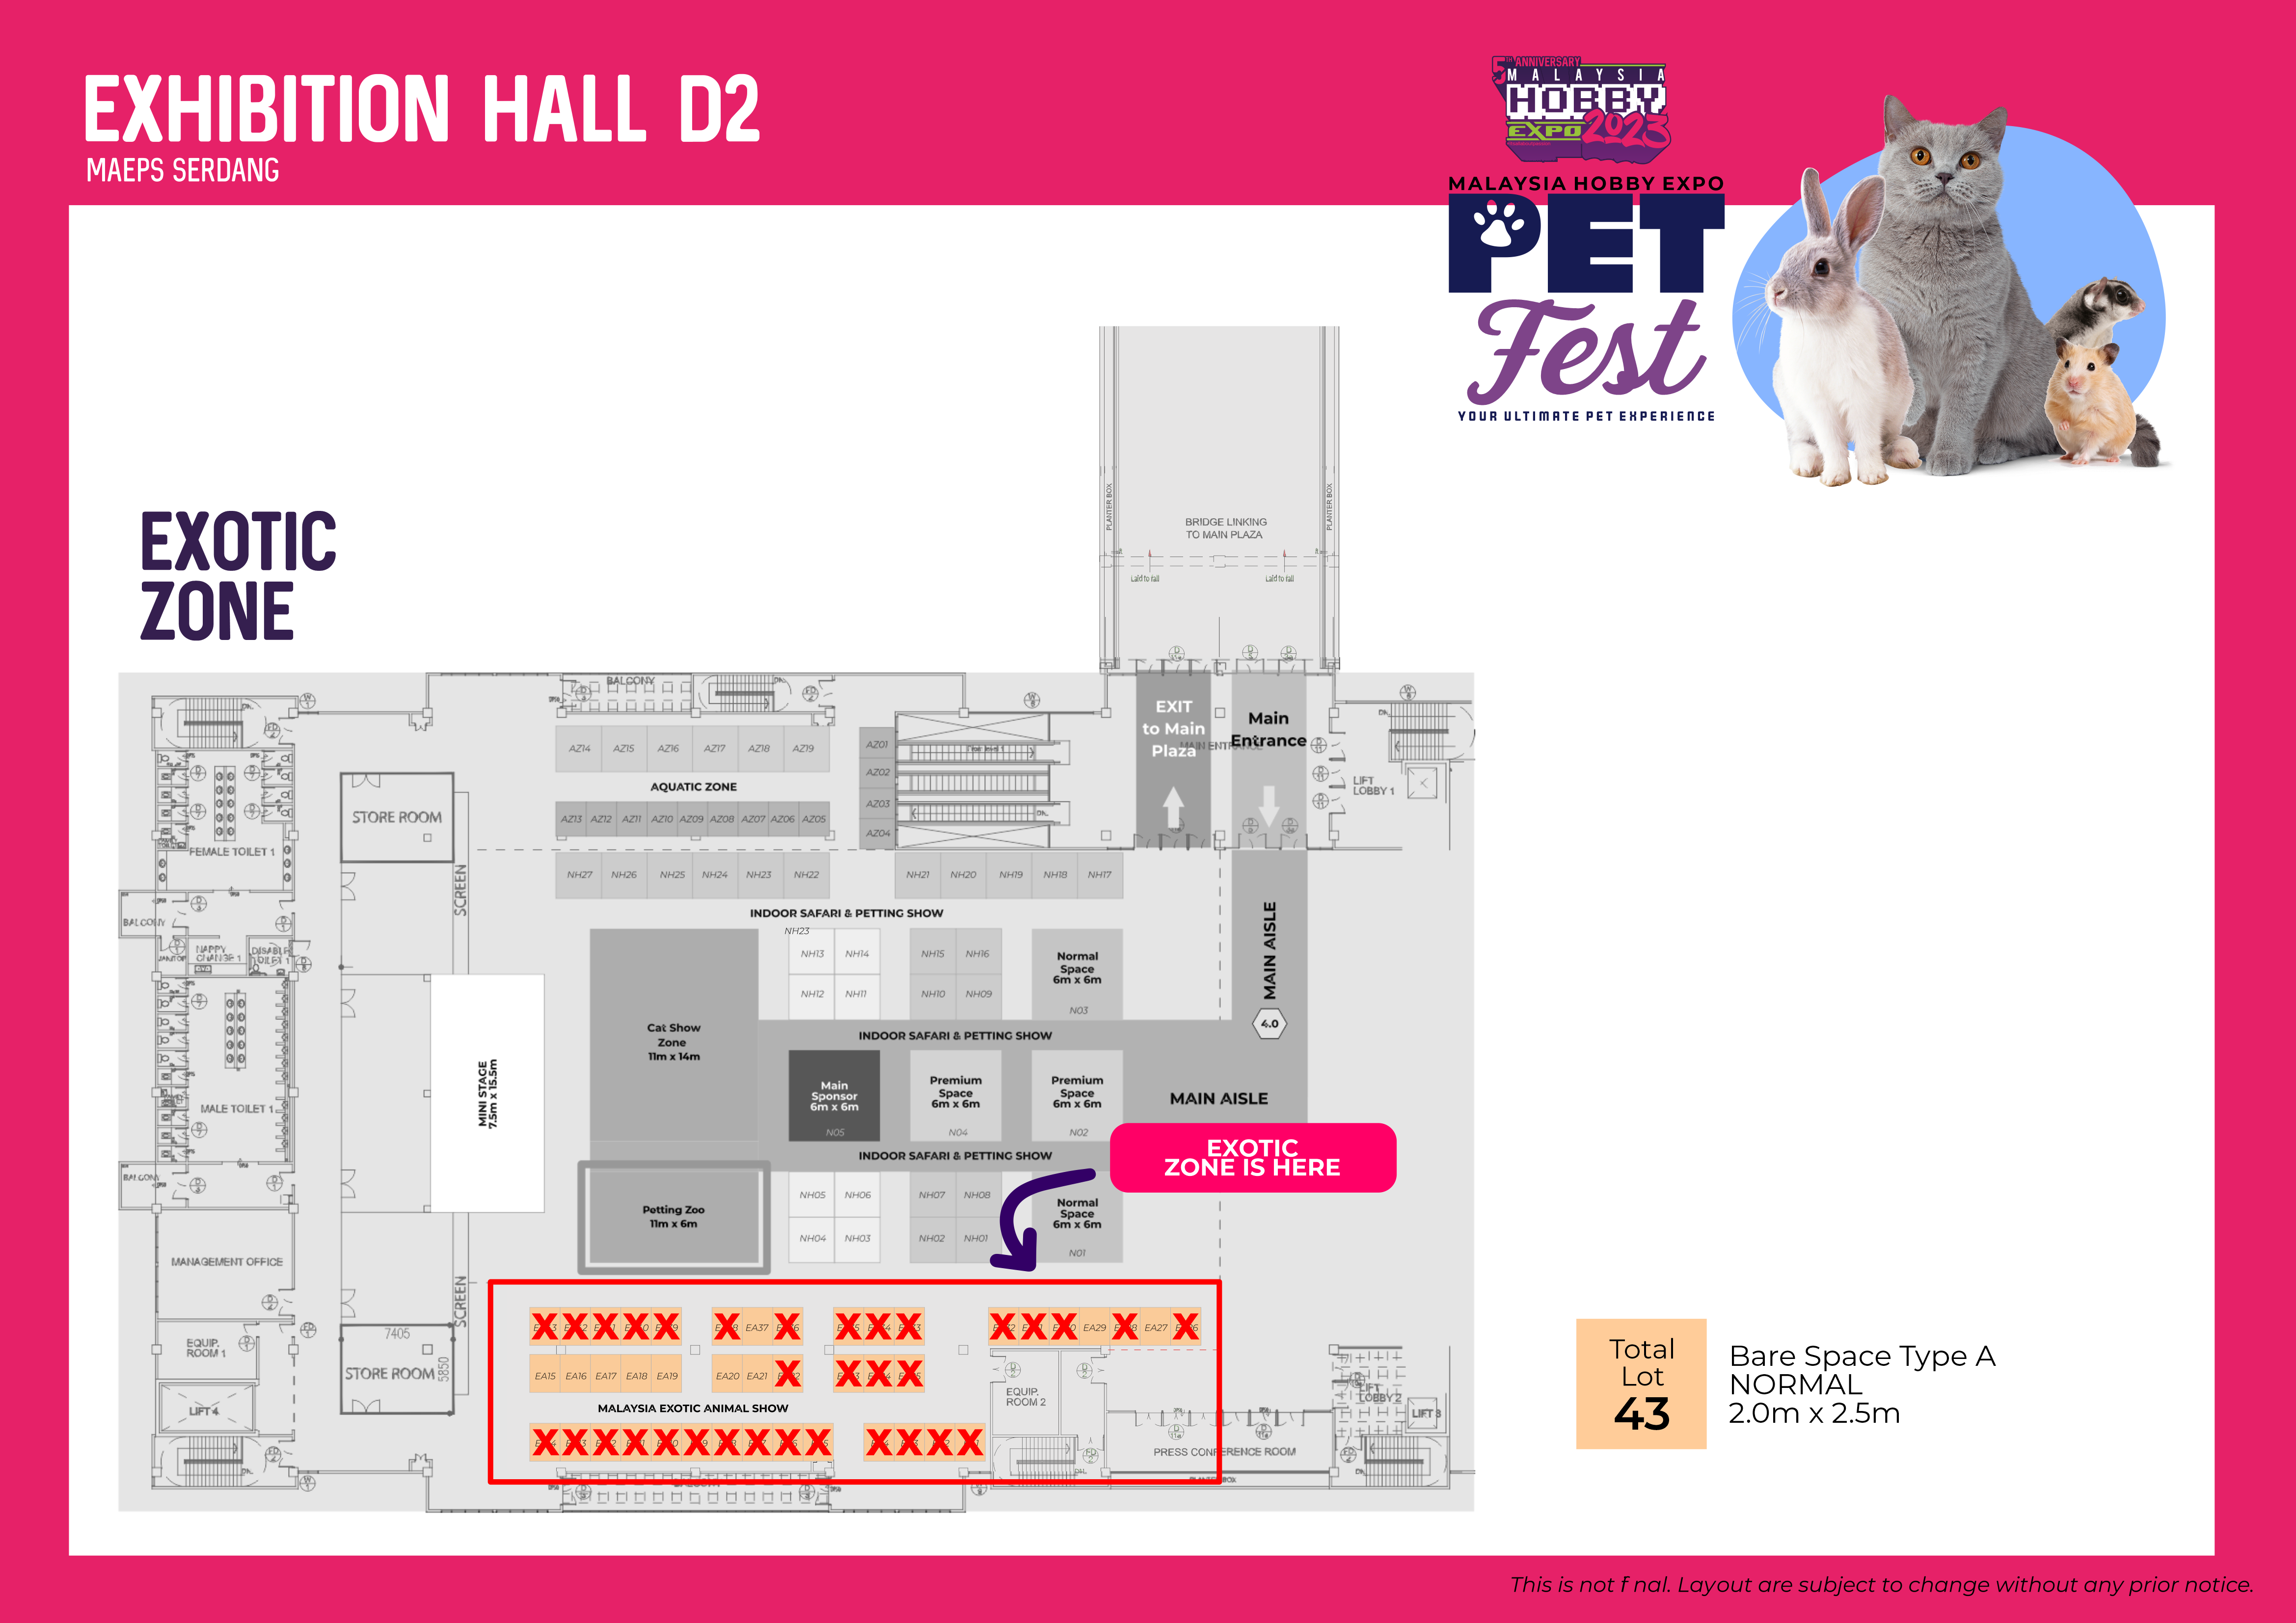 EXHIBITION HALL D2
MAEPS SERDANG
5TH ANNIVERSARY
MALAYSIA
HOBBY
EXPO 2023
MALAYSIA HOBBY EXPO
PET
Fest
YOUR ULTIMATE PET EXPERIENCE
EXOTIC
ZONE
PLANTER BOX
PLANTER BOX
BRIDGE LINKING
TO MAIN PLAZA
Laid to fall
Laid to fall
BALCONY
EXIT
to Main
Plaza
Main
Entrance
MAIN ENTRANCE
LIFT
LOBBY 1
AZ14 AZ15 AZ16 AZ17 AZ18 AZ19
AZ01
AZ02
AZ03
AZ04
AQUATIC ZONE
AZ13 AZ12 AZ11 AZ10 AZ09 AZ08 AZ07 AZ06 AZ05
STORE ROOM
FEMALE TOILET 1
SCREEN
NH27 NH26 NH25 NH24 NH23 NH22
NH21 NH20 NH19 NH18 NH17
INDOOR SAFARI & PETTING SHOW
NH23
BALCONY
JANITOR
NAPPY
CHANGE 1
DISABLE
TOILET 1
NH13 NH14
NH12 NH11
NH15 NH16
NH10 NH09
Normal
Space
6m x 6m
N03
MAIN AISLE
4.0
Cat Show
Zone
11m x 14m
INDOOR SAFARI & PETTING SHOW
MINI STAGE
7.5m x 15.5m
MALE TOILET 1
Main
Sponsor
6m x 6m
N05
Premium
Space
6m x 6m
N04
Premium
Space
6m x 6m
N02
MAIN AISLE
EXOTIC
ZONE IS HERE
INDOOR SAFARI & PETTING SHOW
BALCONY
Petting Zoo
11m x 6m
NH05 NH06
NH04 NH03
NH07 NH08
NH02 NH01
Normal
Space
6m x 6m
N01
MANAGEMENT OFFICE
SCREEN
EQUIP.
ROOM 1
7405
STORE ROOM
5850
LIFT 4
X X X X X X EA37 X X X X X X X EA29 X EA27 X
EA15 EA16 EA17 EA18 EA19 EA20 EA21 X X X X
MALAYSIA EXOTIC ANIMAL SHOW
X X X X X X X X X X X X X X
EQUIP.
ROOM 2
PRESS CONFERENCE ROOM
PLANTER BOX
LIFT
LOBBY 2
LIFT 3
BALCONY
Total
Lot
43
Bare Space Type A
NORMAL
2.0m x 2.5m
This is not f nal. Layout are subject to change without any prior notice.